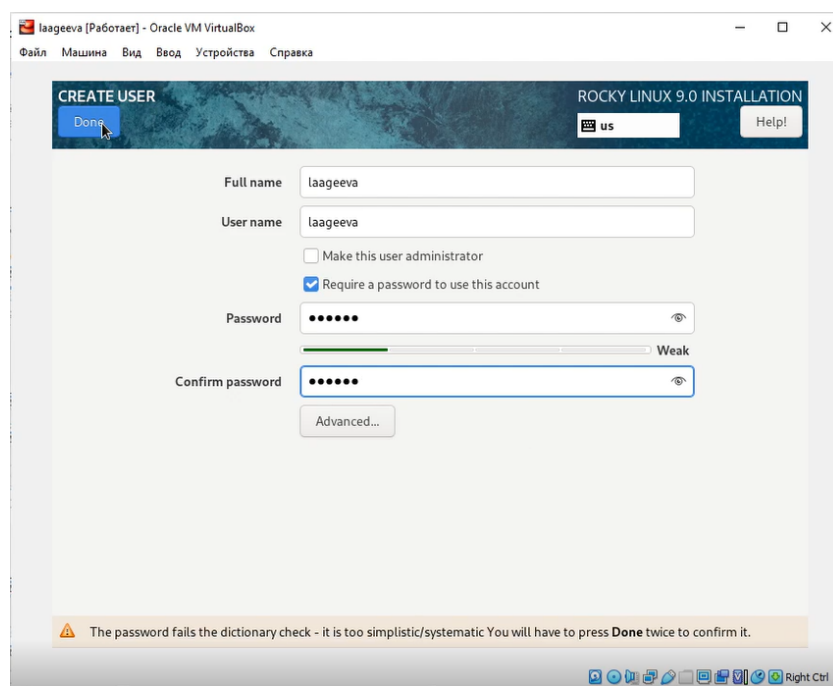 laageeva [Работает] - Oracle VM VirtualBox
Файл Машина Вид Ввод Устройства Справка
CREATE USER
ROCKY LINUX 9.0 INSTALLATION
Done
us
Help!
Full name
laageeva
User name
laageeva
Make this user administrator
Require a password to use this account
Password
••••••
Weak
Confirm password
••••••
Advanced...
The password fails the dictionary check - it is too simplistic/systematic You will have to press Done twice to confirm it.
Right Ctrl